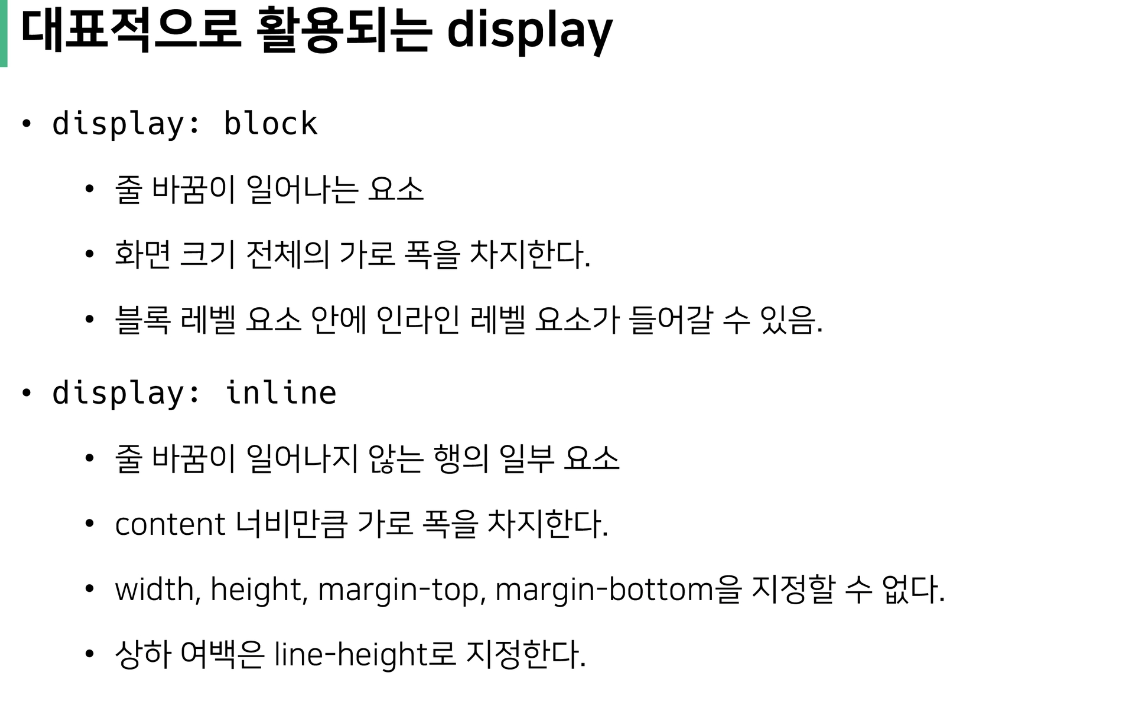 대표적으로 활용되는 display
• display: block
• 줄 바꿈이 일어나는 요소
• 화면 크기 전체의 가로 폭을 차지한다.
• 블록 레벨 요소 안에 인라인 레벨 요소가 들어갈 수 있음.
• display: inline
• 줄 바꿈이 일어나지 않는 행의 일부 요소
• content 너비만큼 가로 폭을 차지한다.
• width, height, margin-top, margin-bottom을 지정할 수 없다.
• 상하 여백은 line-height로 지정한다.